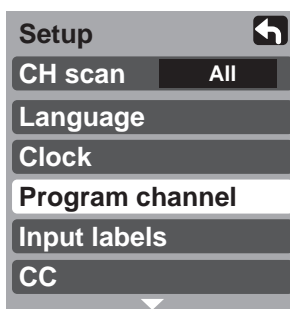 Setup
CH scan All
Language
Clock
Program channel
Input labels
CC